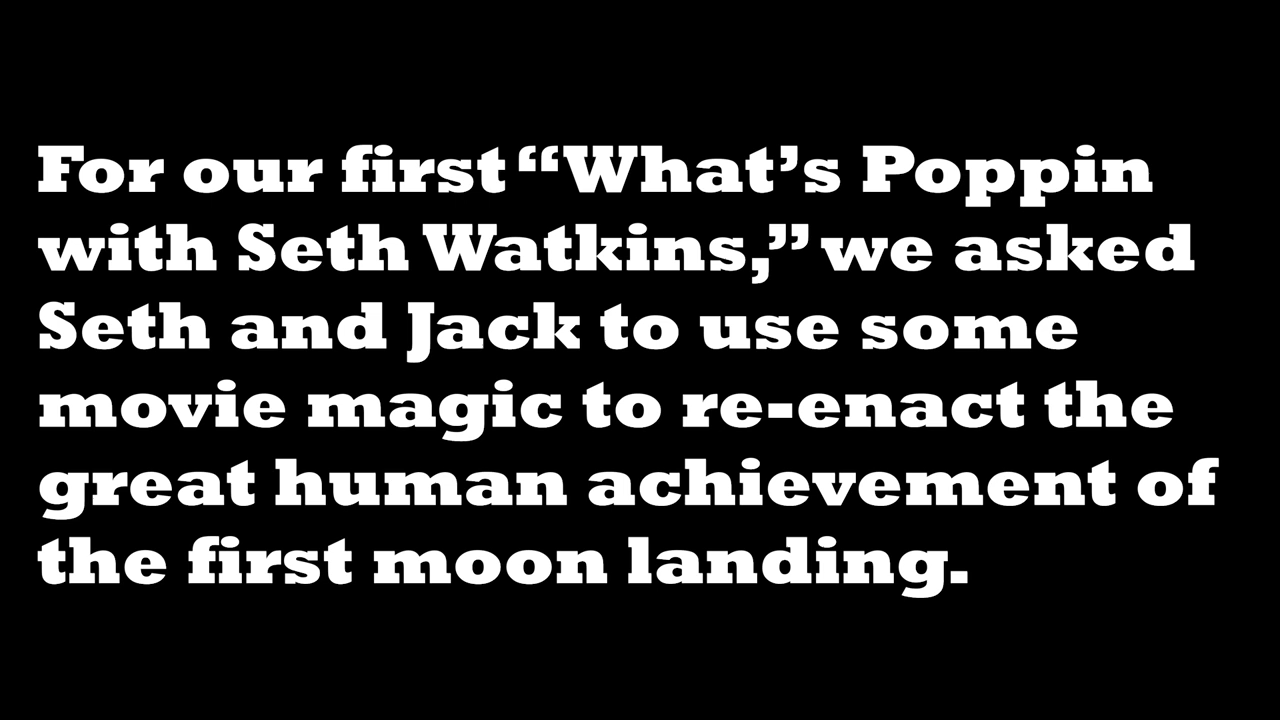 For our first “What’s Poppin
with Seth Watkins,” we asked
Seth and Jack to use some
movie magic to re-enact the
great human achievement of
the first moon landing.